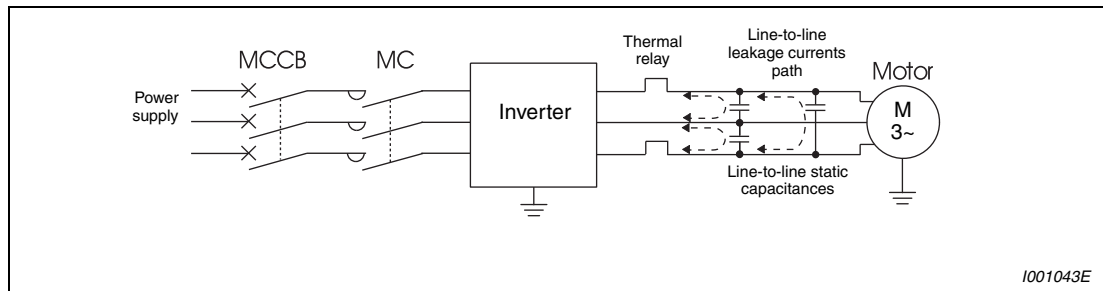 Thermal
relay
Line-to-line
leakage currents
path
MCCB
MC
Motor
Power
supply
Inverter
M
3~
Line-to-line static
capacitances
I001043E